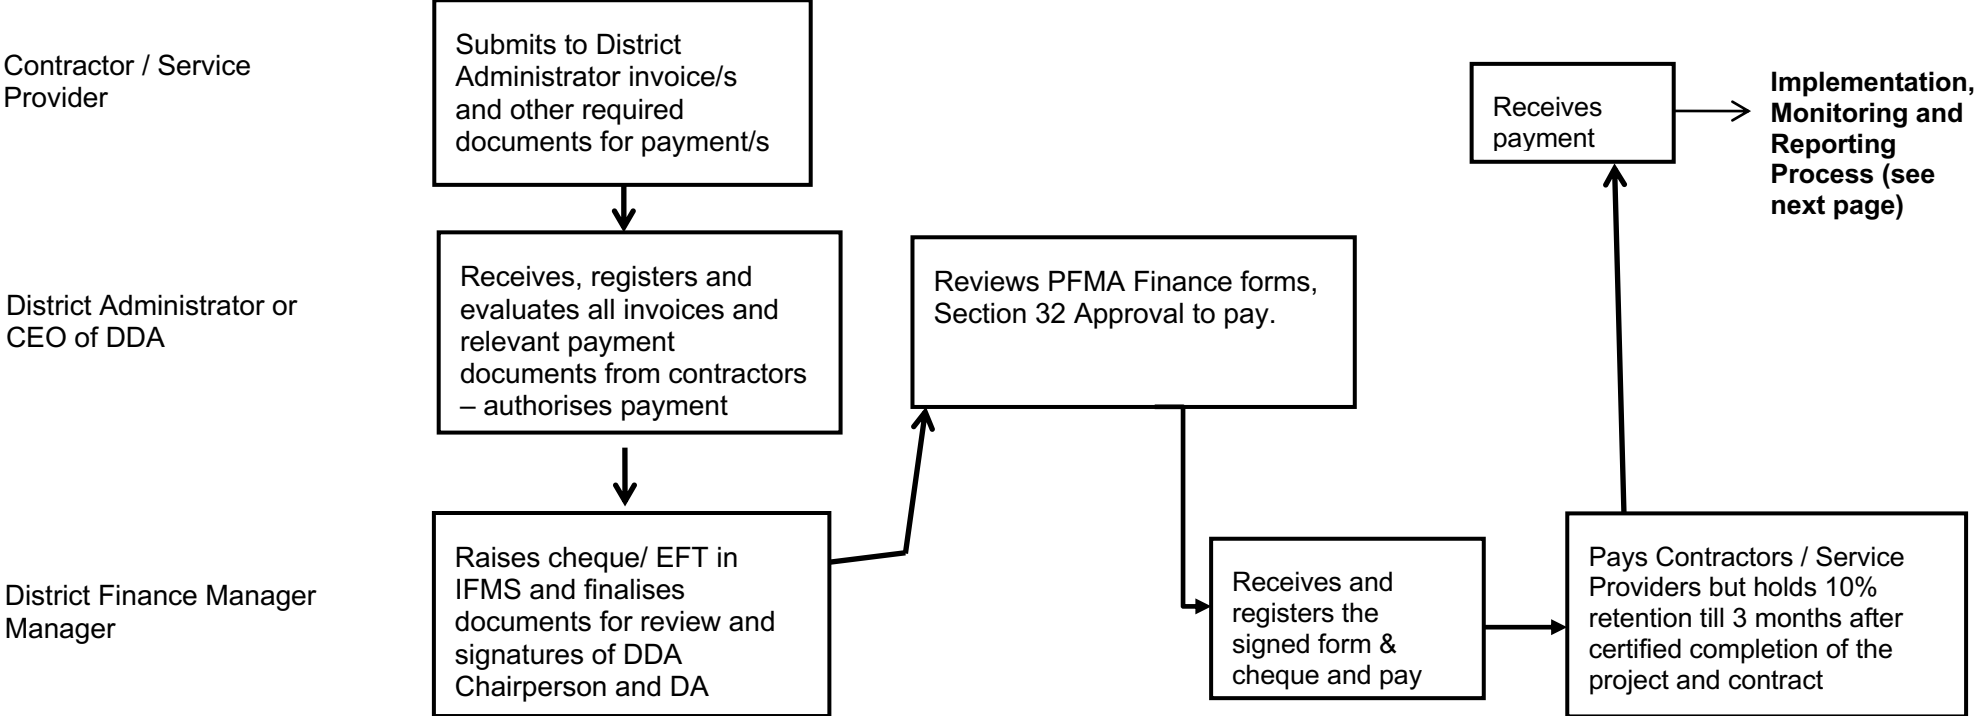 Contractor / Service
Provider
Submits to District
Administrator invoice/s
and other required
documents for payment/s
Receives
payment
Implementation,
Monitoring and
Reporting
Process (see
next page)
District Administrator or
CEO of DDA
Receives, registers and
evaluates all invoices and
relevant payment
documents from contractors
– authorises payment
Reviews PFMA Finance forms,
Section 32 Approval to pay.
District Finance Manager
Manager
Raises cheque/ EFT in
IFMS and finalises
documents for review and
signatures of DDA
Chairperson and DA
Receives and
registers the
signed form &
cheque and pay
Pays Contractors / Service
Providers but holds 10%
retention till 3 months after
certified completion of the
project and contract